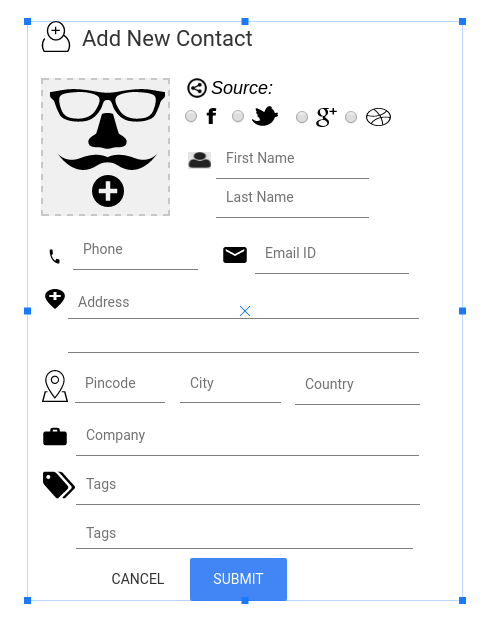 Add New Contact
Source:
f g+
First Name
Last Name
Phone Email ID
Address
Pincode City Country
Company
Tags
Tags
CANCEL SUBMIT